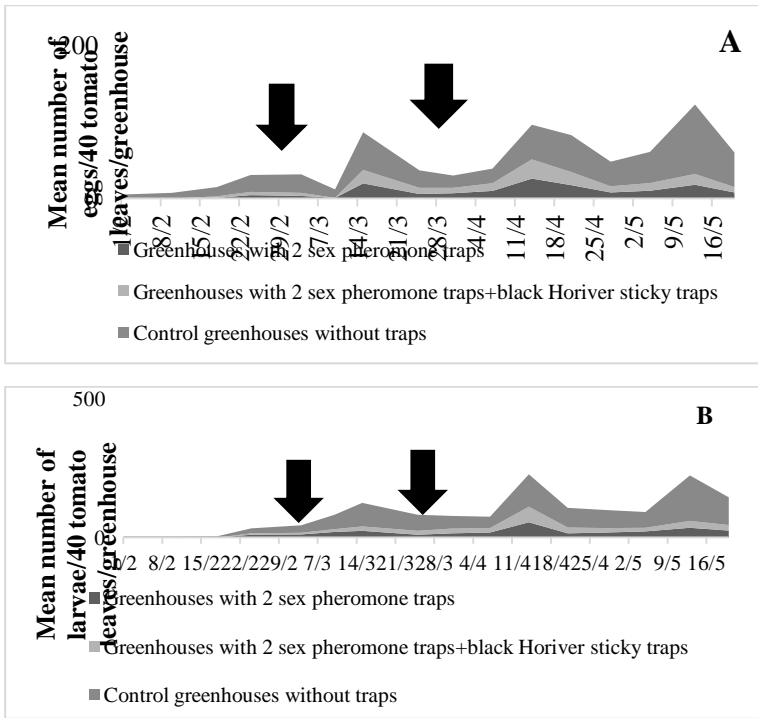 Mean number of
eggs/40 tomato
leaves/greenhouse
200
A
1/2 8/2 15/2 22/2 29/2 7/3 14/3 21/3 28/3 4/4 11/4 18/4 25/4 2/5 9/5 16/5
Greenhouses with 2 sex pheromone traps
Greenhouses with 2 sex pheromone traps+black Horiver sticky traps
Control greenhouses without traps
Mean number of
larvae/40 tomato
leaves/greenhouse
500
B
0
1/2 8/2 15/2 22/2 29/2 7/3 14/3 21/3 28/3 4/4 11/4 18/4 25/4 2/5 9/5 16/5
Greenhouses with 2 sex pheromone traps
Greenhouses with 2 sex pheromone traps+black Horiver sticky traps
Control greenhouses without traps